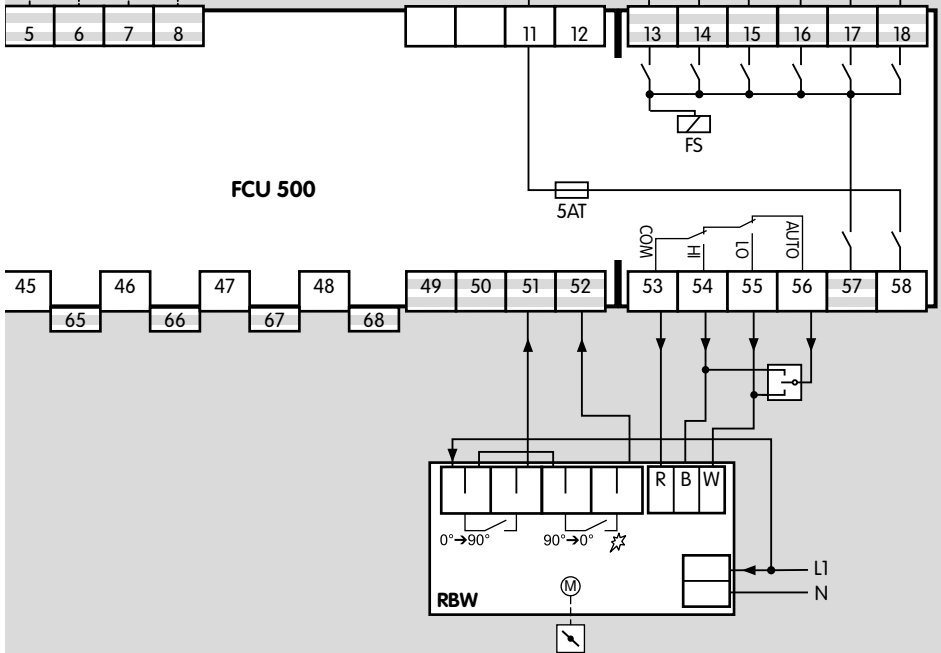 5 6 7 8 11 12 13 14 15 16 17 18
FS
FCU 500
5AT
COM HI LO AUTO
45 46 47 48 49 50 51 52 53 54 55 56 57 58
65 66 67 68
R B W
0°→90° 90°→0°
L1
M
RBW
N